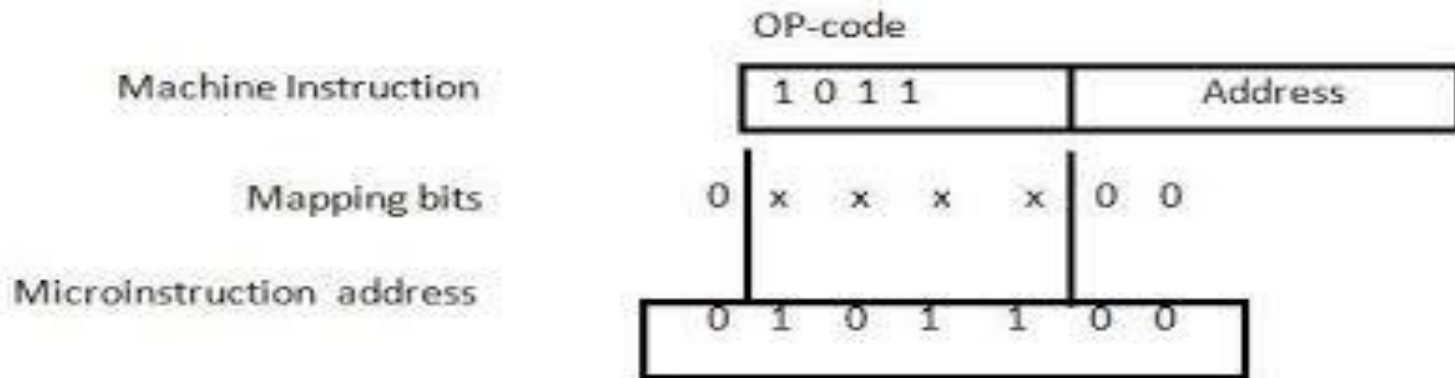 OP-code
Machine Instruction 1 0 1 1 Address
Mapping bits 0 x x x x 0 0
Microinstruction address 0 1 0 1 1 0 0